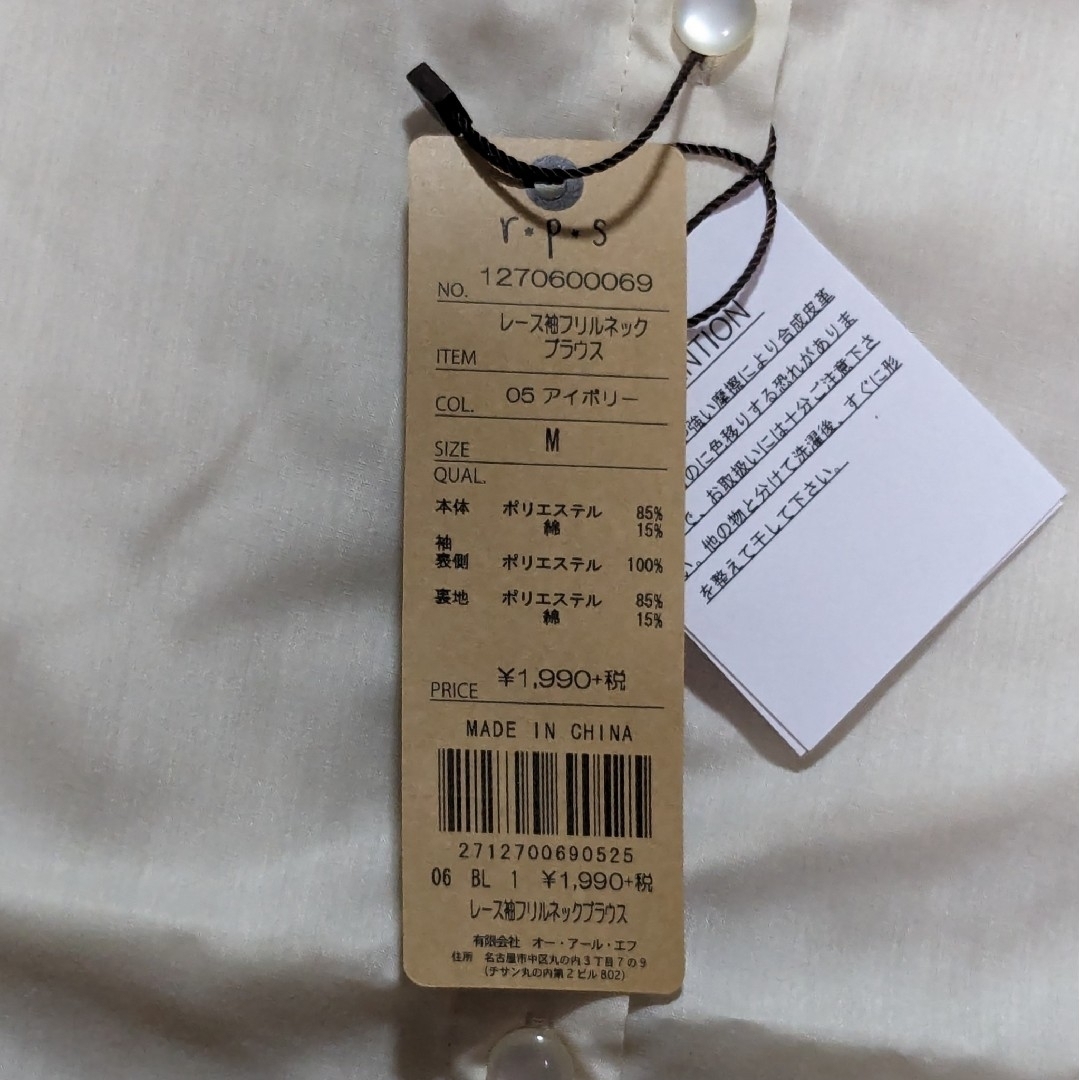 r・p・s
NO. 1270600069
レース袖フリルネック
ITEM ブラウス
COL. 05 アイボリー
SIZE M
QUAL.
本体 ポリエステル 85%
綿 15%
袖
表側 ポリエステル 100%
裏地 ポリエステル 85%
綿 15%
PRICE ¥1,990+税
MADE IN CHINA
2712700690525
06 BL 1 ¥1,990+税
レース袖フリルネックブラウス
有限会社 オー・アール・エフ
住所 名古屋市中区丸の内3丁目7の9
(チサン丸の内第2ビル802)
NTION
強い摩擦により合成皮革
のに色移りする恐れがありま
で、お取扱いには十分ご注意下さ
い。他の物と分けて洗濯後、すぐに形
を整えて干して下さい。